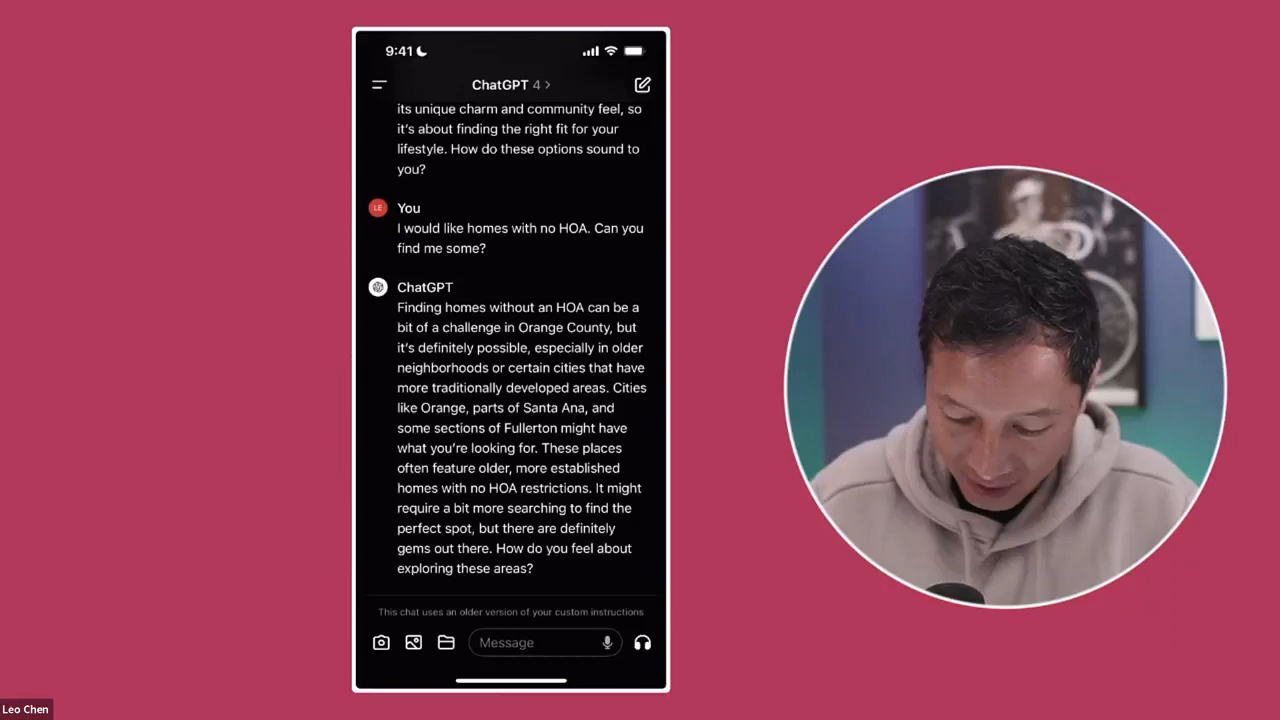 9:41
ChatGPT 4 >
its unique charm and community feel, so
it's about finding the right fit for your
lifestyle. How do these options sound to
you?
LE
You
I would like homes with no HOA. Can you
find me some?
ChatGPT
Finding homes without an HOA can be a
bit of a challenge in Orange County, but
it's definitely possible, especially in older
neighborhoods or certain cities that have
more traditionally developed areas. Cities
like Orange, parts of Santa Ana, and
some sections of Fullerton might have
what you're looking for. These places
often feature older, more established
homes with no HOA restrictions. It might
require a bit more searching to find the
perfect spot, but there are definitely
gems out there. How do you feel about
exploring these areas?
This chat uses an older version of your custom instructions
Message
Leo Chen